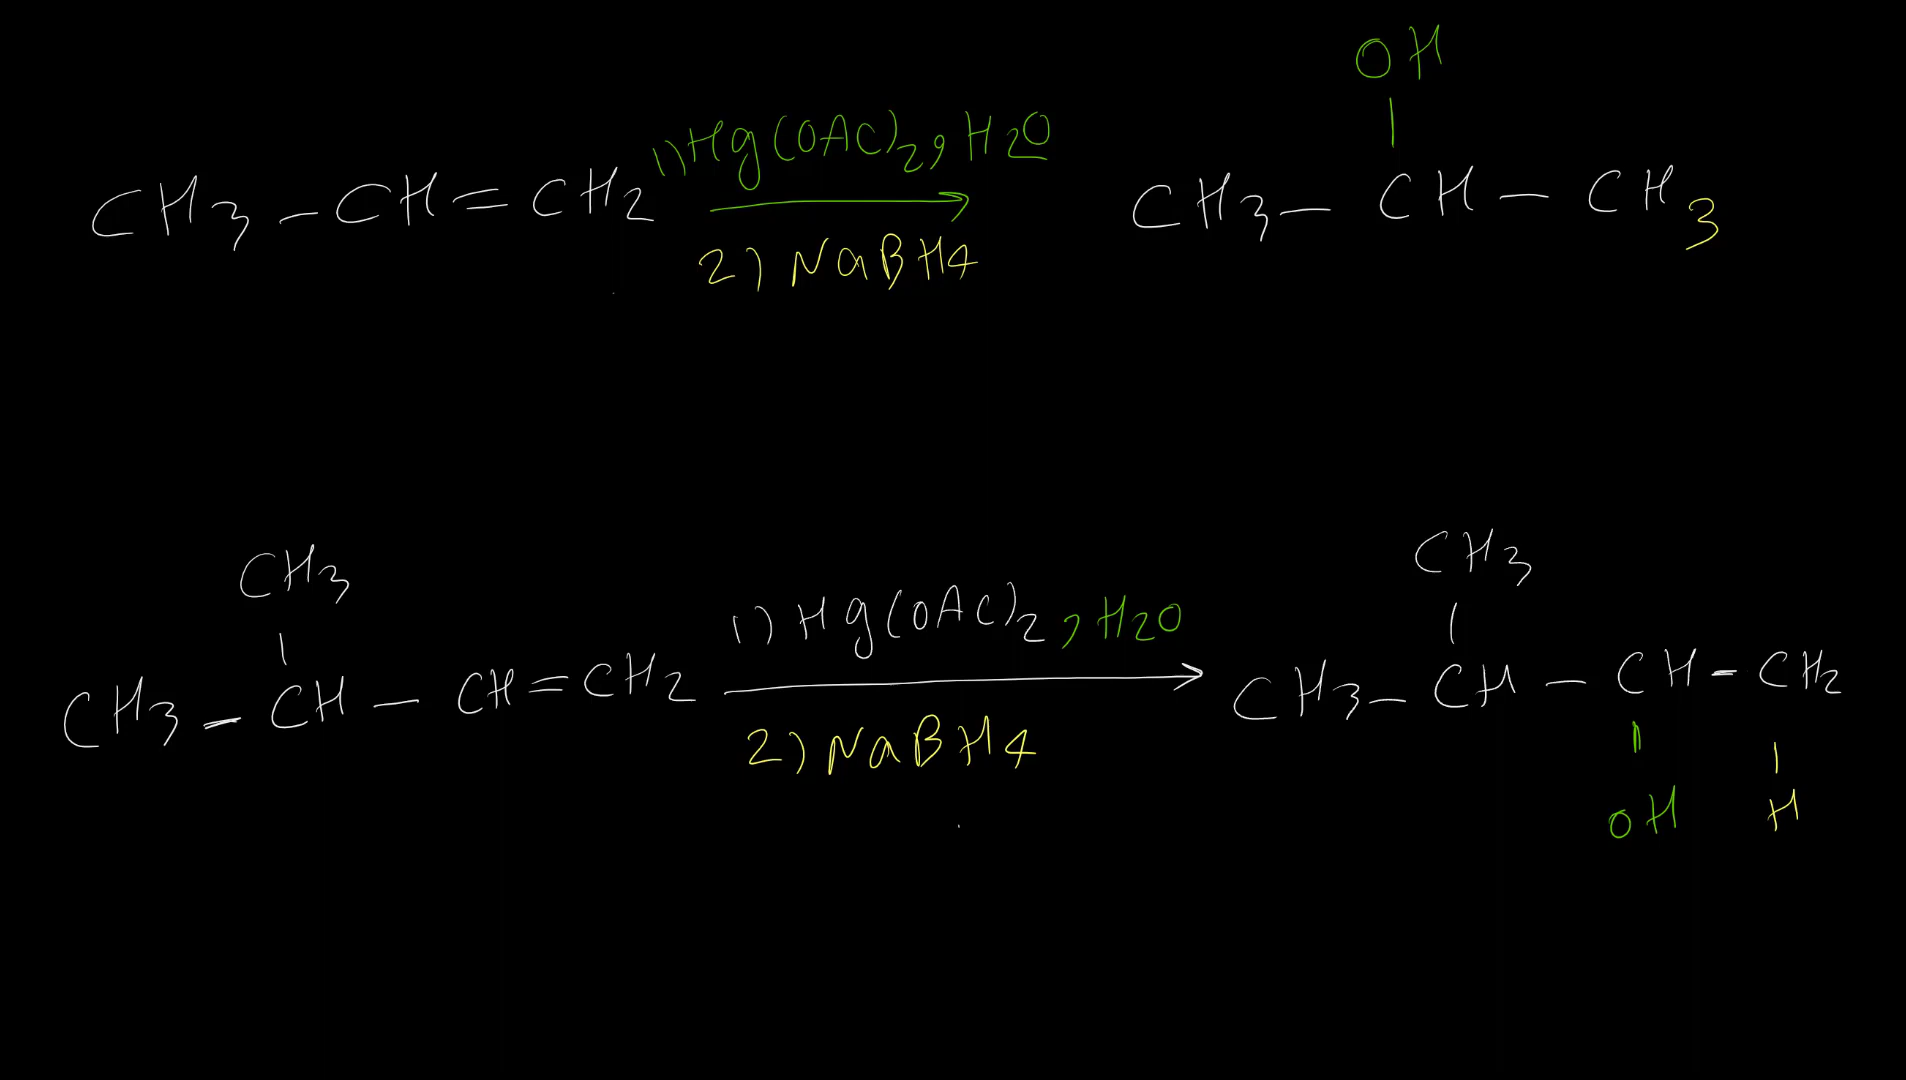 OH
1) Hg(OAC)2, H2O
CH3 - CH = CH2 CH3 - CH - CH3
2) NaBH4
CH3 CH3
1) Hg(OAC)2, H2O
CH3 - CH - CH = CH2 CH3 - CH - CH - CH2
2) NaBH4
OH H